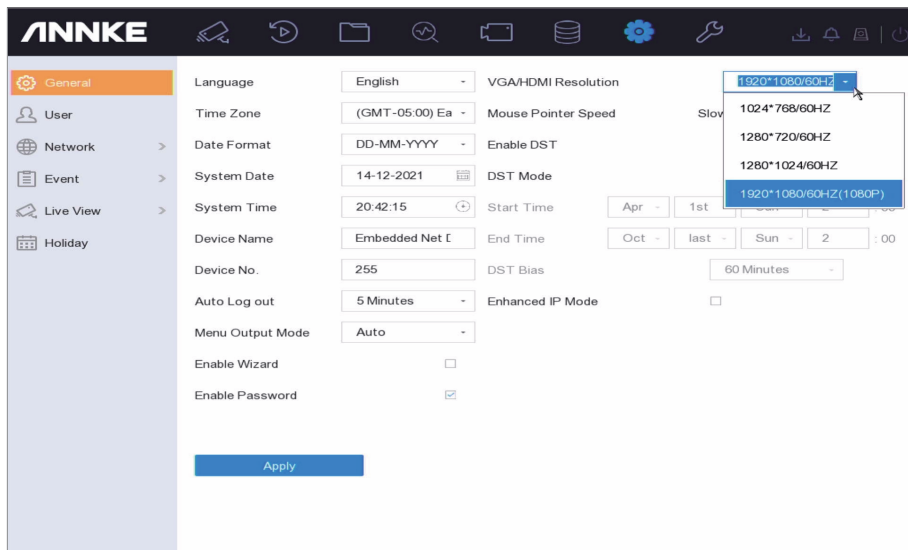 ANNKE
General
User
Network
Event
Live View
Holiday
Language English VGA/HDMI Resolution 1920*1080/60HZ
Time Zone (GMT-05:00) Ea Mouse Pointer Speed Slow
1024*768/60HZ
Date Format DD-MM-YYYY Enable DST
1280*720/60HZ
System Date 14-12-2021 DST Mode
1280*1024/60HZ
1920*1080/60HZ(1080P)
System Time 20:42:15 Start Time Apr 1st
Device Name Embedded Net End Time Oct last Sun 2 : 00
Device No. 255 DST Bias 60 Minutes
Auto Log out 5 Minutes Enhanced IP Mode
Menu Output Mode Auto
Enable Wizard
Enable Password
Apply